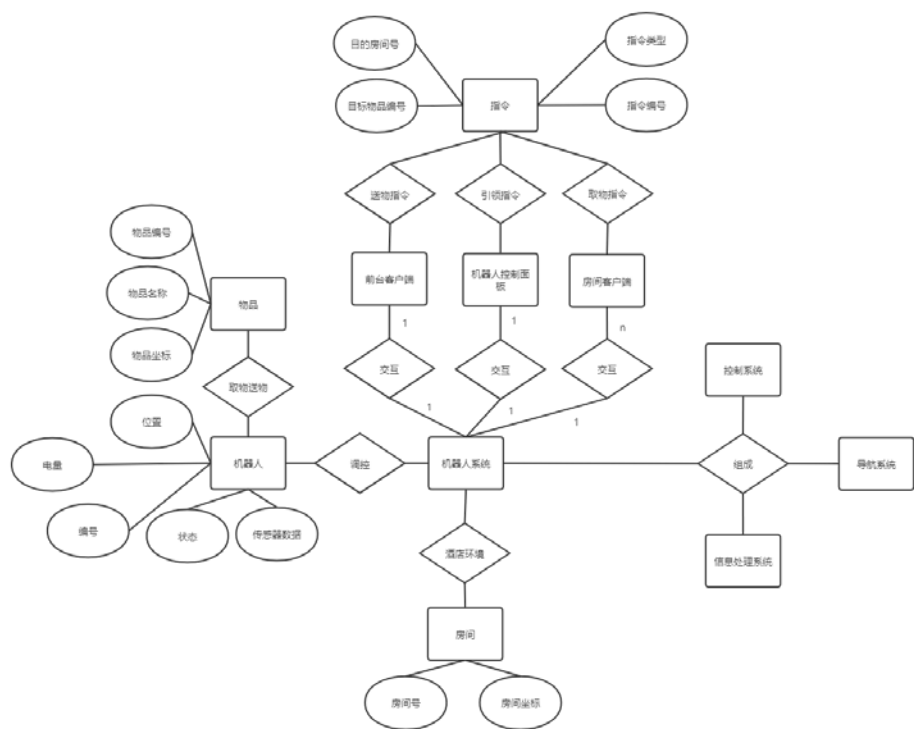 目的房间号
指令类型
目标物品编号
指令
指令编号
送物指令
引领指令
取物指令
物品编号
前台客户端
机器人控制面
板
房间客户端
物品名称
物品
1
1
n
物品坐标
取物送物
交互
交互
交互
控制系统
1
1
1
位置
电量
机器人
调控
机器人系统
组成
导航系统
编号
状态
传感器数据
酒店环境
信息处理系统
房间
房间号
房间坐标